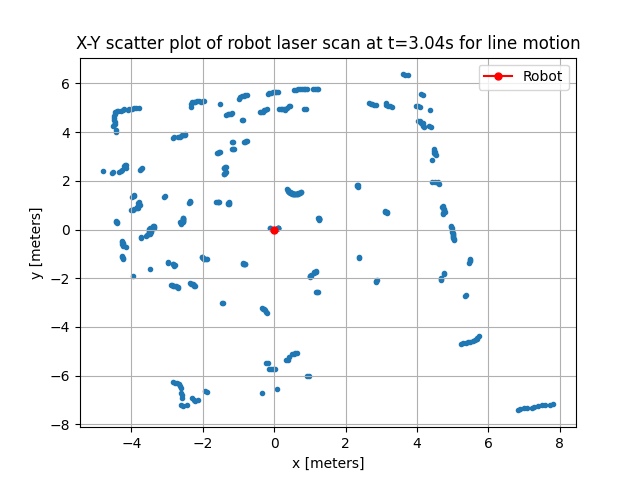 X-Y scatter plot of robot laser scan at t=3.04s for line motion
Robot
6
4
2
0
−2
−4
−6
−8
y [meters]
−4 −2 0 2 4 6 8
x [meters]